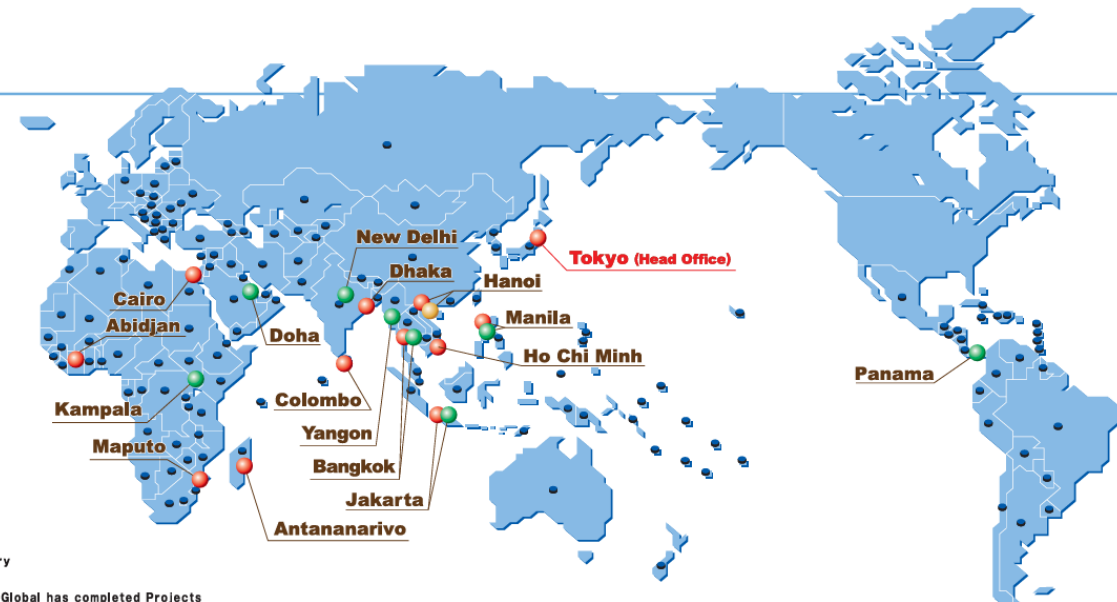 New Delhi
Dhaka
Tokyo (Head Office)
Hanoi
Cairo
Manila
Abidjan
Doha
Ho Chi Minh
Panama
Colombo
Kampala
Yangon
Maputo
Bangkok
Jakarta
Antananarivo
Global has completed Projects